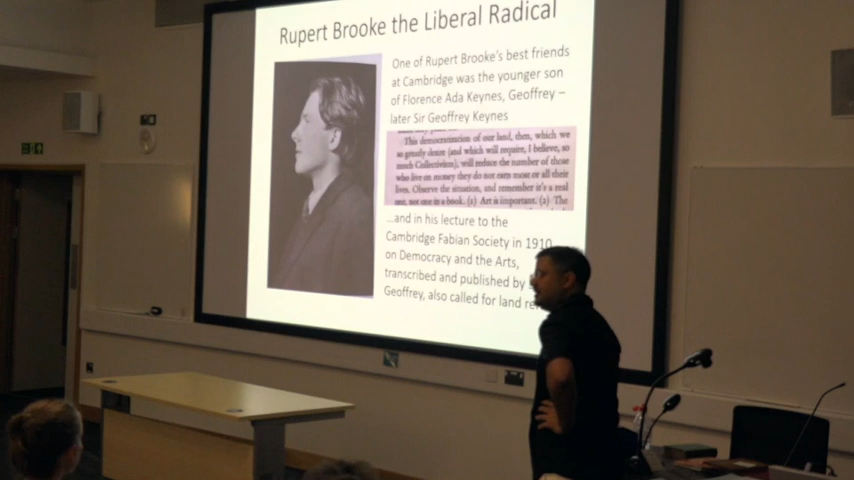 Rupert Brooke the Liberal Radical
One of Rupert Brooke's best friends
at Cambridge was the younger son
of Florence Ada Keynes, Geoffrey –
later Sir Geoffrey Keynes
This democratization of our land, then, which we
so greatly desire (and which will require, I believe, so
much Collectivism), will reduce the number of those
who live on money they do not earn most or all their
lives. Observe the situation, and remember it's a real
one, not one in a book. (1) Art is important. (2) The
...and in his lecture to the
Cambridge Fabian Society in 1910
on Democracy and the Arts,
transcribed and published by
Geoffrey, also called for land